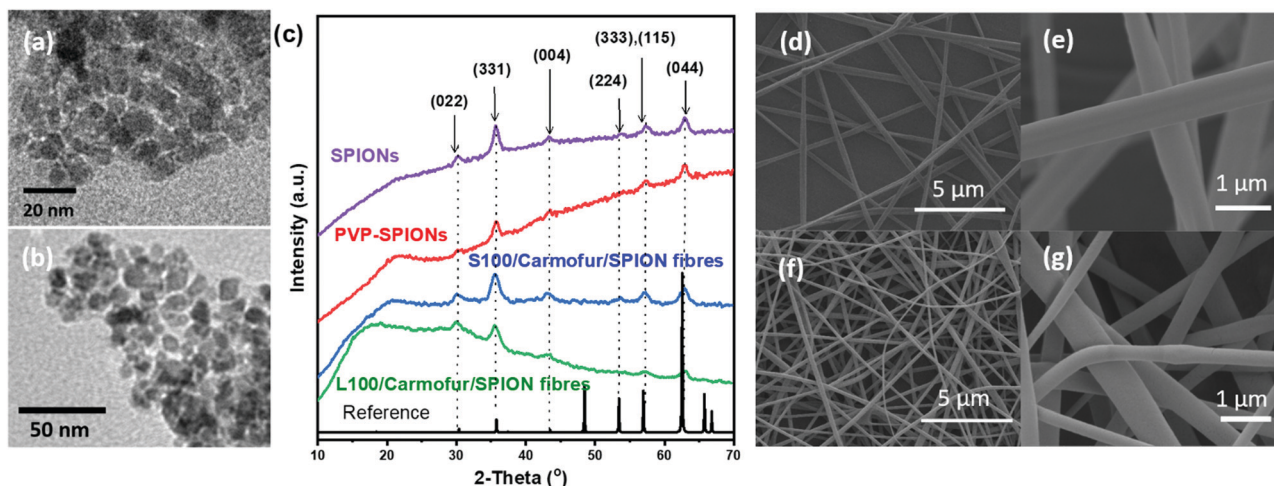 (a)
20 nm
(b)
50 nm
(c)
(022)
(331)
(004)
(224)
(333),(115)
(044)
SPIONs
PVP-SPIONs
S100/Carmofur/SPION fibres
L100/Carmofur/SPION fibres
Reference
Intensity (a.u.)
10 20 30 40 50 60 70
2-Theta (°)
(d)
5 μm
(e)
1 μm
(f)
5 μm
(g)
1 μm